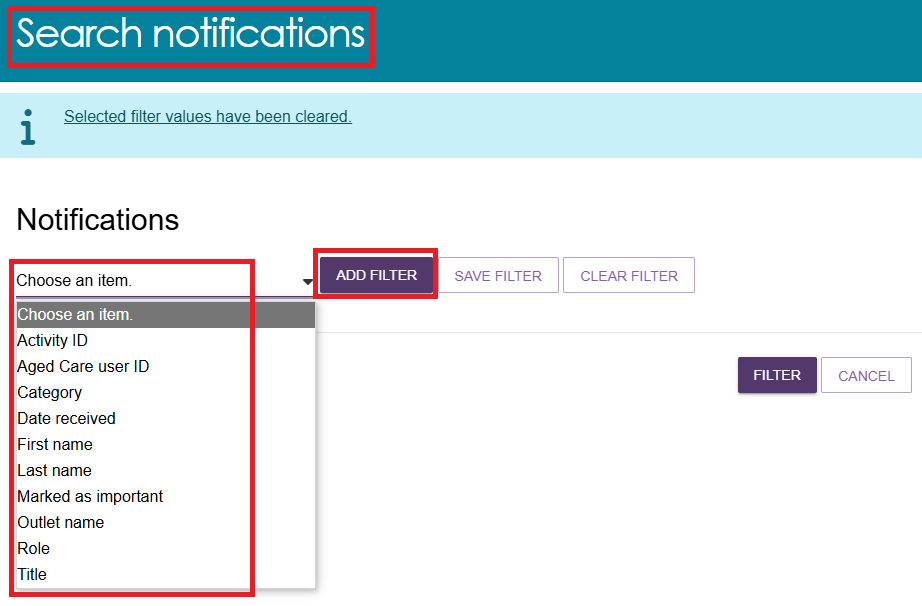 Search notifications
Selected filter values have been cleared.
Notifications
Choose an item.
ADD FILTER
SAVE FILTER
CLEAR FILTER
Choose an item.
Activity ID
Aged Care user ID
Category
Date received
First name
Last name
Marked as important
Outlet name
Role
Title
FILTER
CANCEL